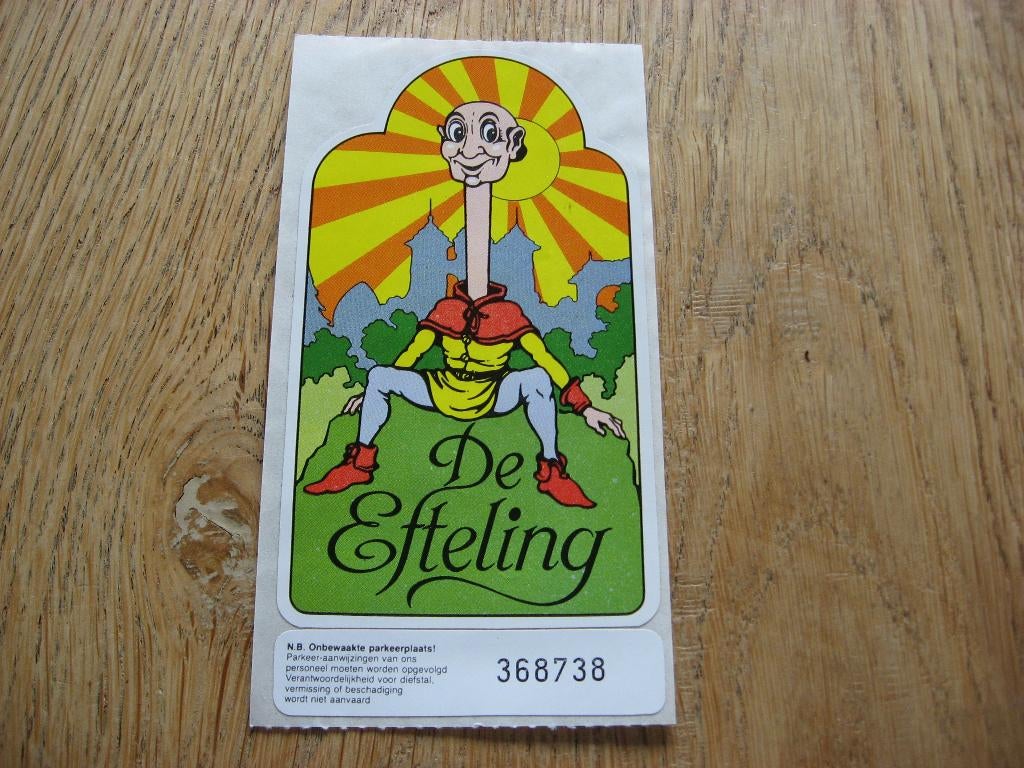 De
Efteling
N.B. Onbewaakte parkeerplaats!
Parkeer-aanwijzingen van ons
personeel moeten worden opgevolgd
Verantwoordelijkheid voor diefstal,
vermissing of beschadiging
wordt niet aanvaard
368738